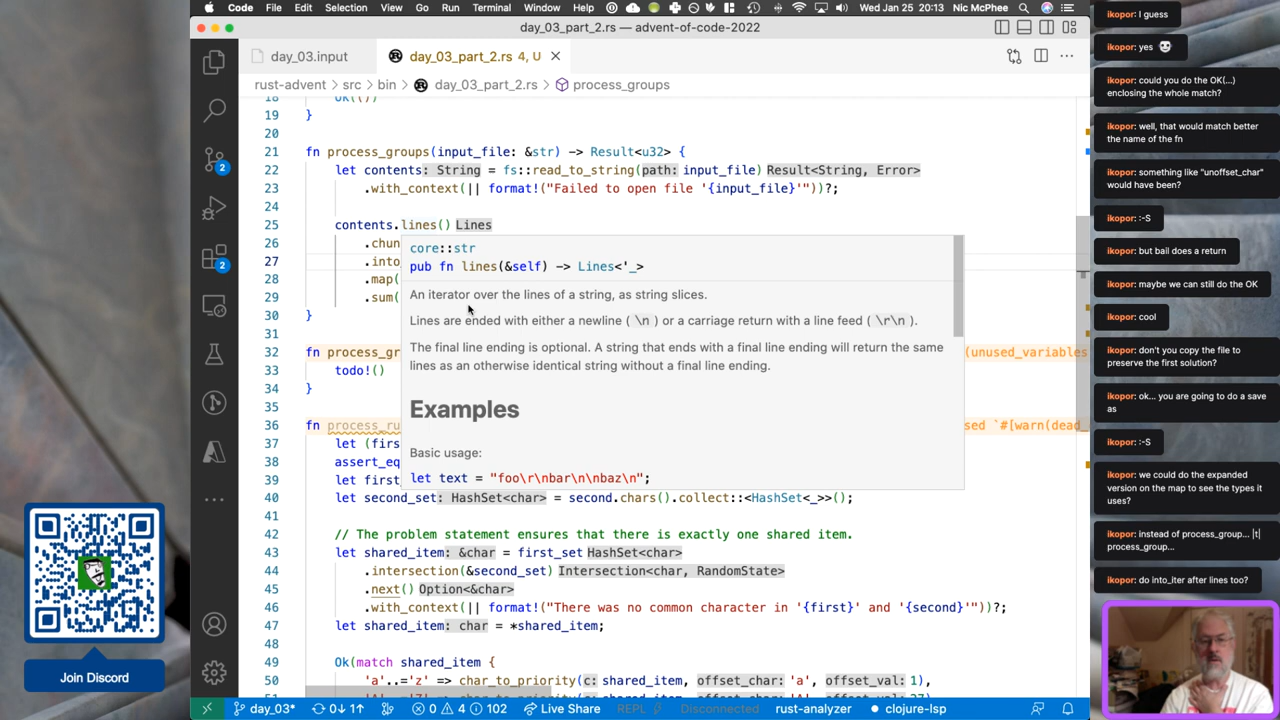 Code File Edit Selection View Go Run Terminal Window Help Wed Jan 25 20:13 Nic McPhee
day_03_part_2.rs — advent-of-code-2022
day_03.input
day_03_part_2.rs 4, U
rust-advent › src › bin › day_03_part_2.rs › process_groups
18 Ok(())
19 }
20
21 fn process_groups(input_file: &str) -> Result<u32> {
22 let contents: String = fs::read_to_string(path: input_file) Result<String, Error>
23 .with_context(|| format!("Failed to open file '{input_file}'"))?;
24
25 contents.lines() Lines
26 .chun
27 .into
28 .map(
29 .sum(
30 }
31
32 fn process_gr (unused_variables
33 todo!()
34 }
35
36 fn process_ru sed `#[warn(dead_
37 let (firs
38 assert_eq
39 let first
40 let second_set: HashSet<char> = second.chars().collect::<HashSet<_>>();
41
42 // The problem statement ensures that there is exactly one shared item.
43 let shared_item: &char = first_set HashSet<char>
44 .intersection(&second_set) Intersection<char, RandomState>
45 .next() Option<&char>
46 .with_context(|| format!("There was no common character in '{first}' and '{second}'"))?;
47 let shared_item: char = *shared_item;
48
49 Ok(match shared_item {
50 'a'..='z' => char_to_priority(c: shared_item, offset_char: 'a', offset_val: 1),
core::str
pub fn lines(&self) -> Lines<'_>
An iterator over the lines of a string, as string slices.
Lines are ended with either a newline ( \n ) or a carriage return with a line feed ( \r\n ).
The final line ending is optional. A string that ends with a final line ending will return the same
lines as an otherwise identical string without a final line ending.
Examples
Basic usage:
let text = "foo\r\nbar\n\nbaz\n";
2
2
day_03* 0↓ 1↑ 0 4 102 Live Share REPL Disconnected rust-analyzer clojure-lsp
Join Discord
ikopor: I guess
ikopor: yes
ikopor: could you do the OK(...)
enclosing the whole match?
ikopor: well, that would match better
the name of the fn
ikopor: something like "unoffset_char"
would have been?
ikopor: :-S
ikopor: but bail does a return
ikopor: maybe we can still do the OK
ikopor: cool
ikopor: don't you copy the file to
preserve the first solution?
ikopor: ok... you are going to do a save
as
ikopor: :-S
ikopor: we could do the expanded
version on the map to see the types it
uses?
ikopor: instead of process_group... |t|
process_group...
ikopor: do into_iter after lines too?